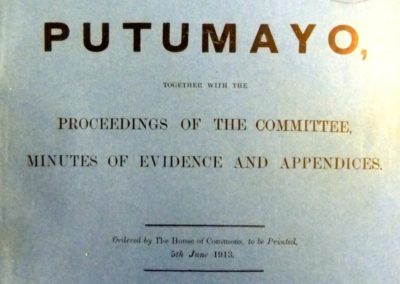 PUTUMAYO,
TOGETHER WITH THE
PROCEEDINGS OF THE COMMITTEE,
MINUTES OF EVIDENCE AND APPENDICES.
Ordered by The House of Commons, to be Printed,
5th June 1913.